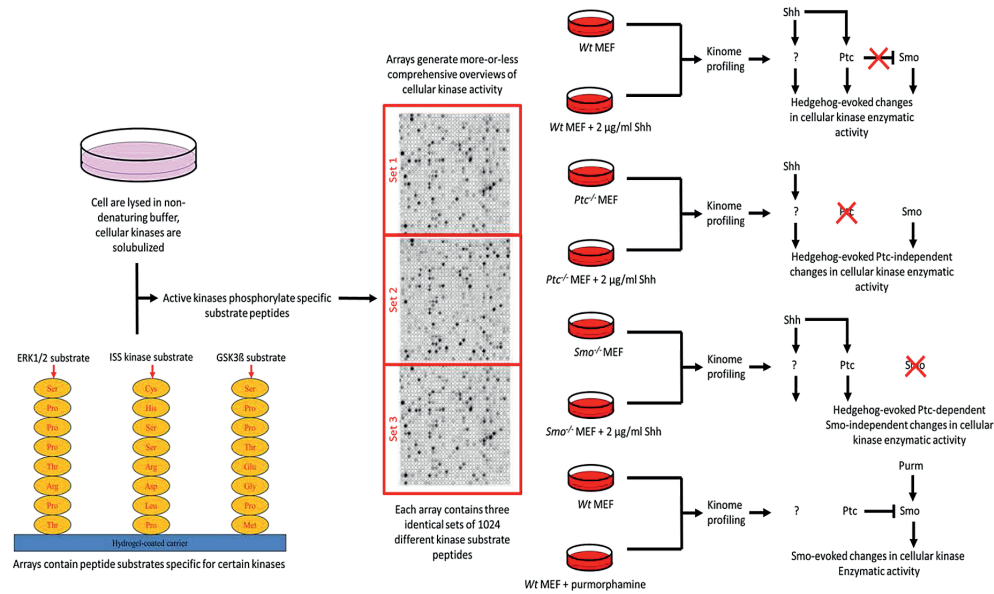 Cell are lysed in non-
denaturing buffer,
cellular kinases are
solubulized
Active kinases phosphorylate specific
substrate peptides
ERK1/2 substrate
ISS kinase substrate
GSK3ß substrate
Ser
Pro
Pro
Pro
Thr
Arg
Pro
Thr
Cys
His
Ser
Ser
Arg
Asp
Leu
Pro
Ser
Pro
Pro
Thr
Glu
Gly
Pro
Met
Hydrogel-coated carrier
Arrays contain peptide substrates specific for certain kinases
Arrays generate more-or-less
comprehensive overviews of
cellular kinase activity
Set 1
Set 2
Set 3
Each array contains three
identical sets of 1024
different kinase substrate
peptides
Wt MEF
Wt MEF + 2 µg/ml Shh
Kinome
profiling
Shh
? Ptc Smo
Hedgehog-evoked changes
in cellular kinase enzymatic
activity
Ptc-/- MEF
Ptc-/- MEF + 2 µg/ml Shh
Kinome
profiling
Shh
? Ptc Smo
Hedgehog-evoked Ptc-independent
changes in cellular kinase enzymatic
activity
Smo-/- MEF
Smo-/- MEF + 2 µg/ml Shh
Kinome
profiling
Shh
? Ptc Smo
Hedgehog-evoked Ptc-dependent
Smo-independent changes in cellular
kinase enzymatic activity
Wt MEF
Wt MEF + purmorphamine
Kinome
profiling
Purm
? Ptc Smo
Smo-evoked changes in cellular kinase
Enzymatic activity